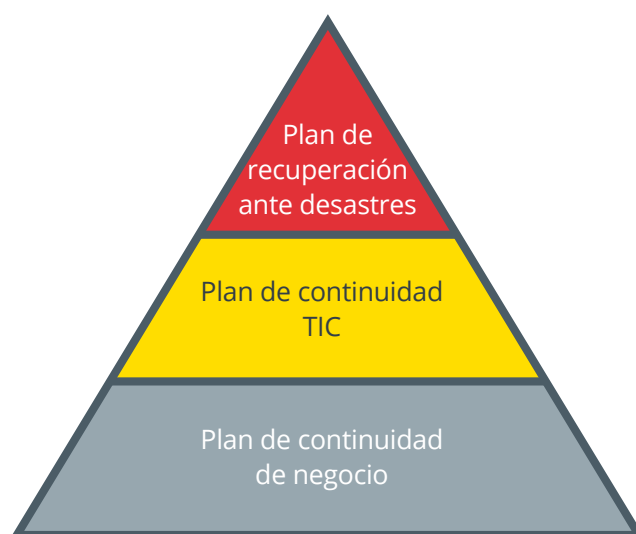 Plan de
recuperación
ante desastres
Plan de continuidad
TIC
Plan de continuidad
de negocio